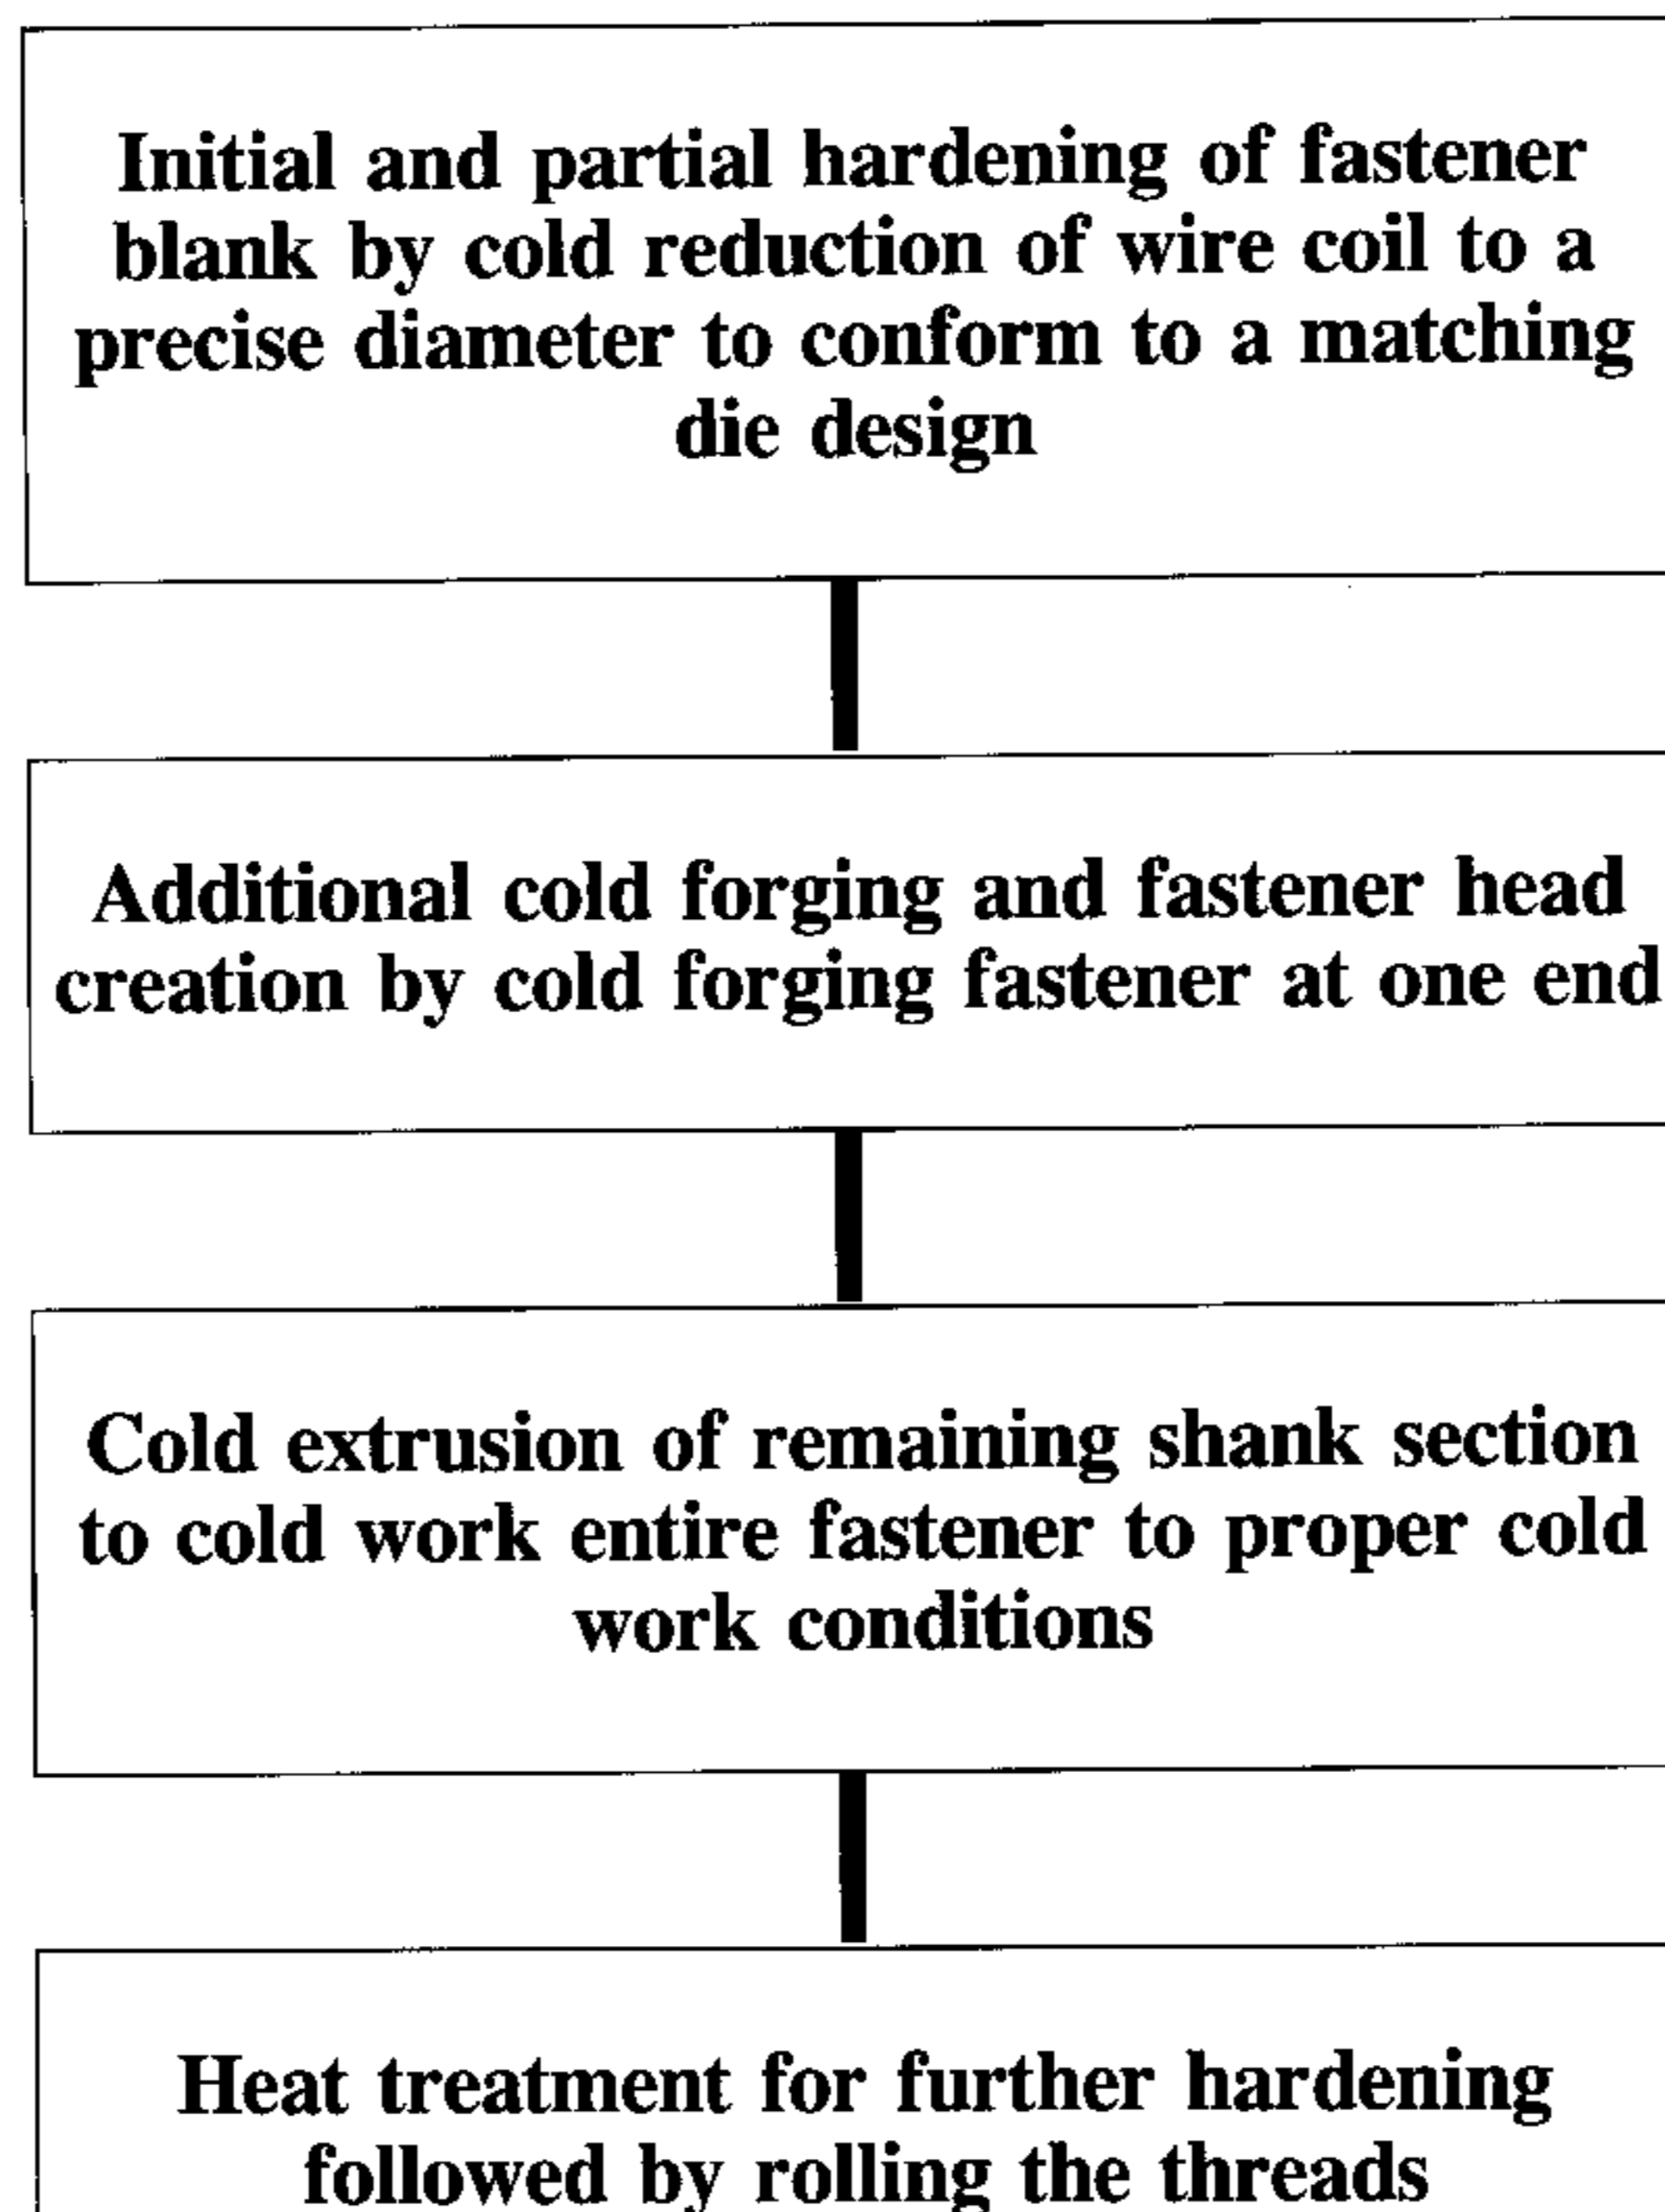 Initial and partial hardening of fastener
blank by cold reduction of wire coil to a
precise diameter to conform to a matching
die design
Additional cold forging and fastener head
creation by cold forging fastener at one end
Cold extrusion of remaining shank section
to cold work entire fastener to proper cold
work conditions
Heat treatment for further hardening
followed by rolling the threads